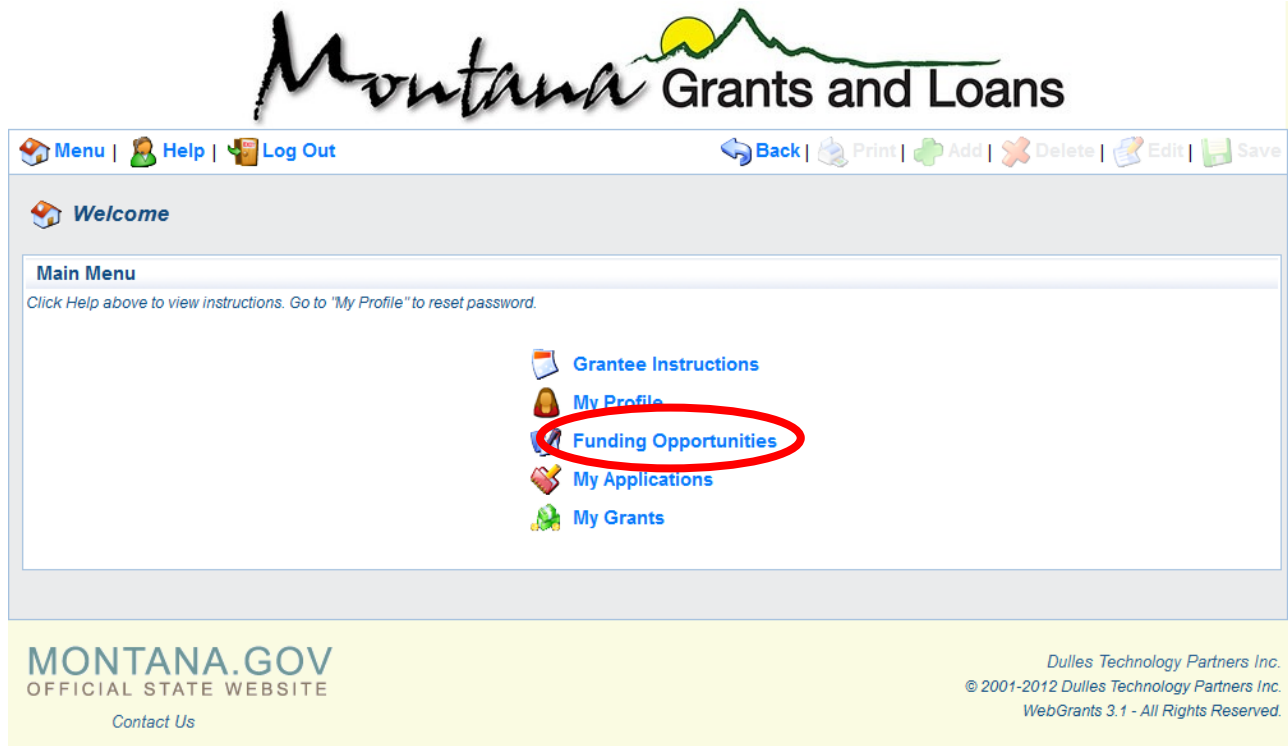 Montana Grants and Loans
Menu | Help | Log Out
Back | Print | Add | Delete | Edit | Save
Welcome
Main Menu
Click Help above to view instructions. Go to "My Profile" to reset password.
Grantee Instructions
My Profile
Funding Opportunities
My Applications
My Grants
MONTANA.GOV
OFFICIAL STATE WEBSITE
Contact Us
Dulles Technology Partners Inc.
© 2001-2012 Dulles Technology Partners Inc.
WebGrants 3.1 - All Rights Reserved.